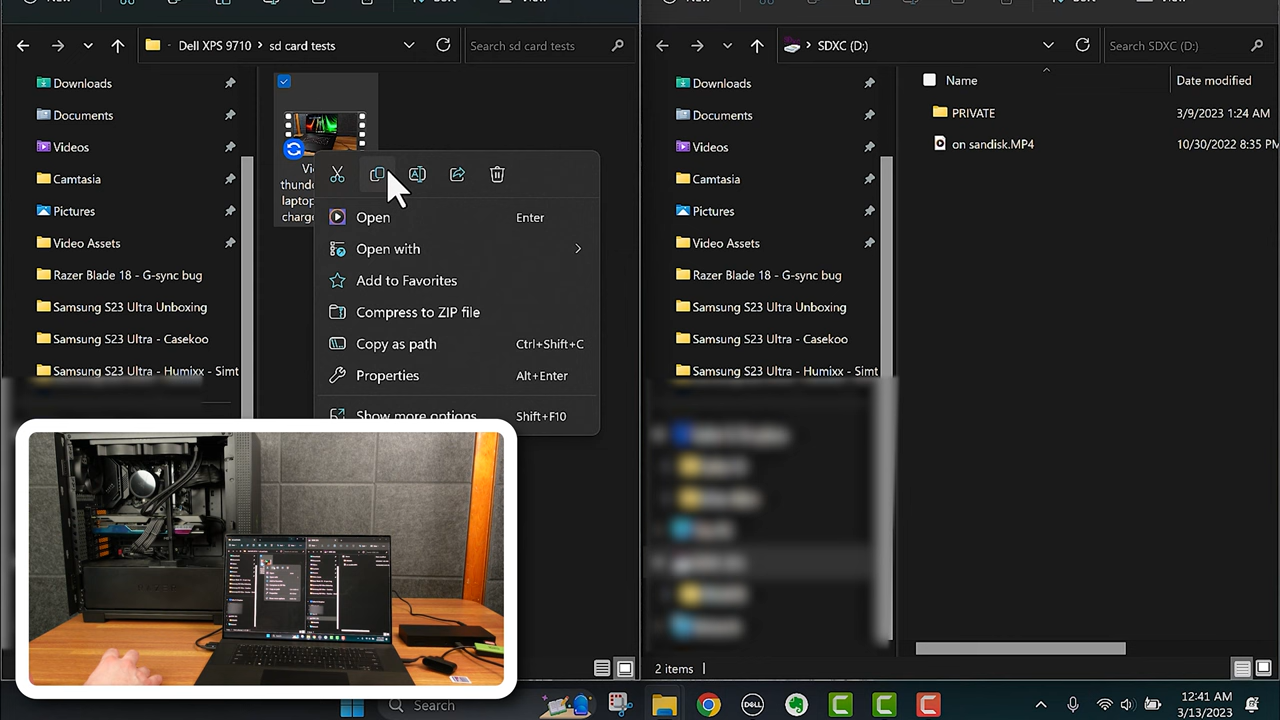 Dell XPS 9710 > sd card tests
Search sd card tests
Downloads
Documents
Videos
Camtasia
Pictures
Video Assets
Razer Blade 18 - G-sync bug
Samsung S23 Ultra Unboxing
Samsung S23 Ultra - Casekoo
Samsung S23 Ultra - Humixx - Simt
laptop
charge
Open Enter
Open with
Add to Favorites
Compress to ZIP file
Copy as path Ctrl+Shift+C
Properties Alt+Enter
Show more options Shift+F10
SDXC (D:)
Search SDXC (D:)
Downloads
Documents
Videos
Camtasia
Pictures
Video Assets
Razer Blade 18 - G-sync bug
Samsung S23 Ultra Unboxing
Samsung S23 Ultra - Casekoo
Samsung S23 Ultra - Humixx - Simt
Name Date modified
PRIVATE 3/9/2023 1:24 AM
on sandisk.MP4 10/30/2022 8:35 PM
2 items
Search
DELL
12:41 AM
3/13/2023